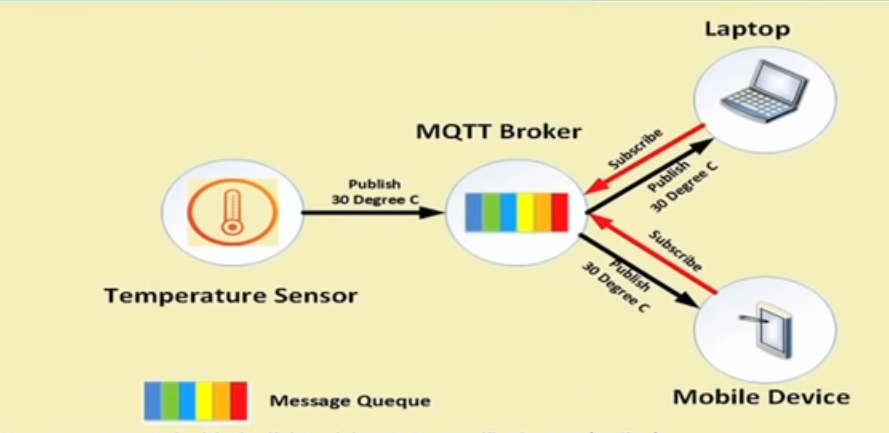 Laptop
MQTT Broker
Subscribe
Publish
30 Degree C
Publish
30 Degree C
Subscribe
Publish
30 Degree C
Temperature Sensor
Mobile Device
Message Queque